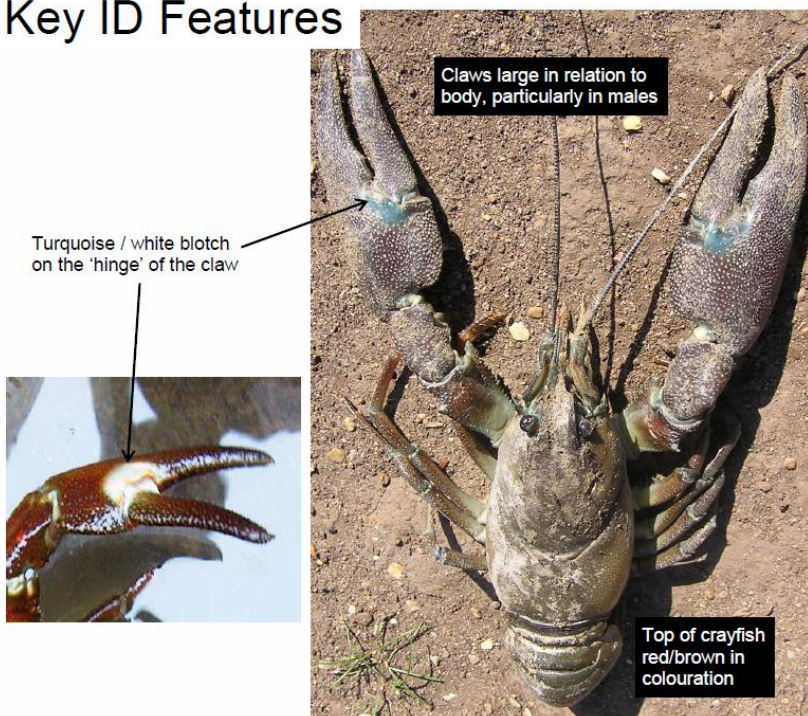 Key ID Features
Claws large in relation to
body, particularly in males
Turquoise / white blotch
on the 'hinge' of the claw
Top of crayfish
red/brown in
colouration